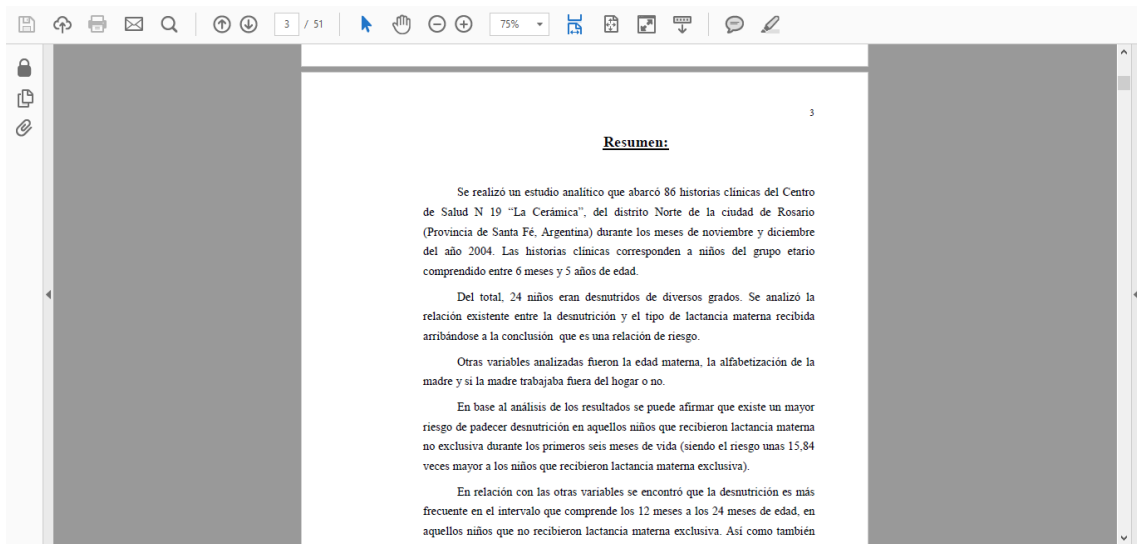 3 / 51
75%
3
Resumen:
Se realizó un estudio analítico que abarcó 86 historias clínicas del Centro
de Salud N 19 “La Cerámica”, del distrito Norte de la ciudad de Rosario
(Provincia de Santa Fé, Argentina) durante los meses de noviembre y diciembre
del año 2004. Las historias clínicas corresponden a niños del grupo etario
comprendido entre 6 meses y 5 años de edad.
Del total, 24 niños eran desnutridos de diversos grados. Se analizó la
relación existente entre la desnutrición y el tipo de lactancia materna recibida
arribándose a la conclusión  que es una relación de riesgo.
Otras variables analizadas fueron la edad materna, la alfabetización de la
madre y si la madre trabajaba fuera del hogar o no.
En base al análisis de los resultados se puede afirmar que existe un mayor
riesgo de padecer desnutrición en aquellos niños que recibieron lactancia materna
no exclusiva durante los primeros seis meses de vida (siendo el riesgo unas 15,84
veces mayor a los niños que recibieron lactancia materna exclusiva).
En relación con las otras variables se encontró que la desnutrición es más
frecuente en el intervalo que comprende los 12 meses a los 24 meses de edad, en
aquellos niños que no recibieron lactancia materna exclusiva. Así como también